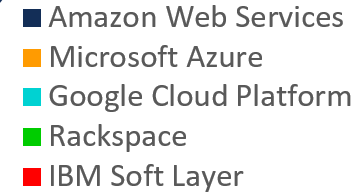 Amazon Web Services
Microsoft Azure
Google Cloud Platform
Rackspace
IBM Soft Layer